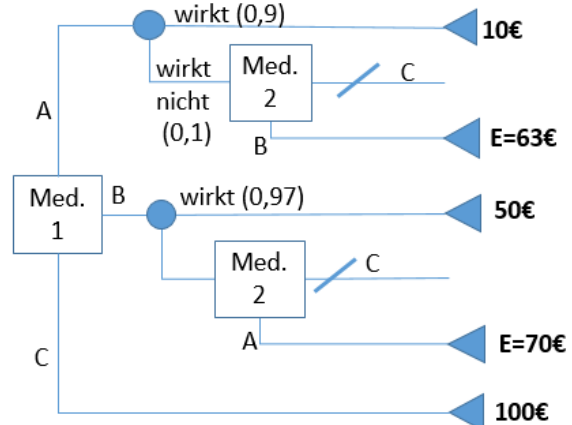 wirkt (0,9)
10€
wirkt
nicht
(0,1)
Med.
2
C
A
B
E=63€
Med.
1
B
wirkt (0,97)
50€
Med.
2
C
A
E=70€
C
100€